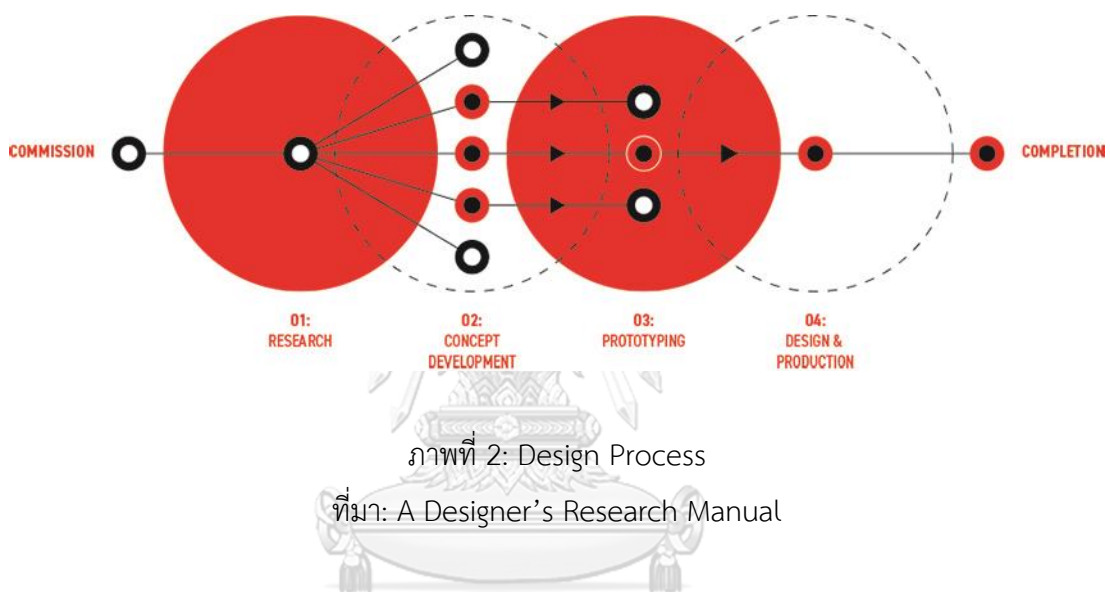 COMMISSION
COMPLETION
01:
RESEARCH
02:
CONCEPT
DEVELOPMENT
03:
PROTOTYPING
04:
DESIGN &
PRODUCTION
ภาพที่ 2: Design Process
ที่มา: A Designer’s Research Manual